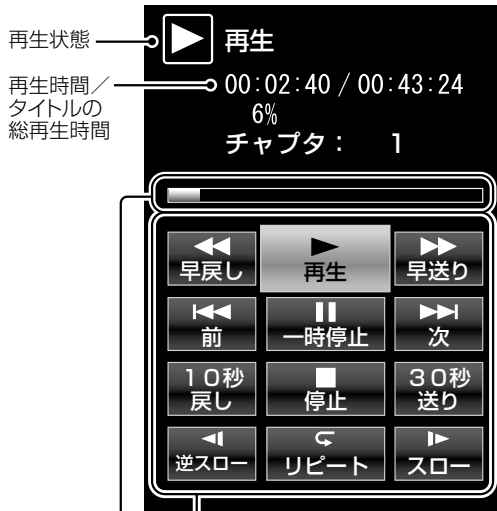 再生状態
再生
再生時間／
タイトルの
総再生時間
00:02:40 / 00:43:24
6%
チャプタ： 1
早戻し 再生 早送り
前 一時停止 次
10秒
戻し
停止
30秒
送り
逆スロー リピート スロー